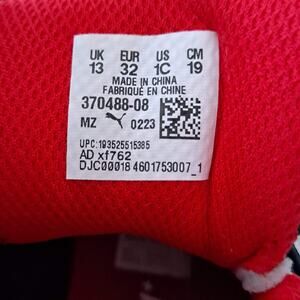 UK EUR US CM
13 32 1C 19
MADE IN CHINA
FABRIQUÉ EN CHINE
370488-08
MZ 0223
UPC:193525515385
AD xf762
DJC00018 4601753007_1